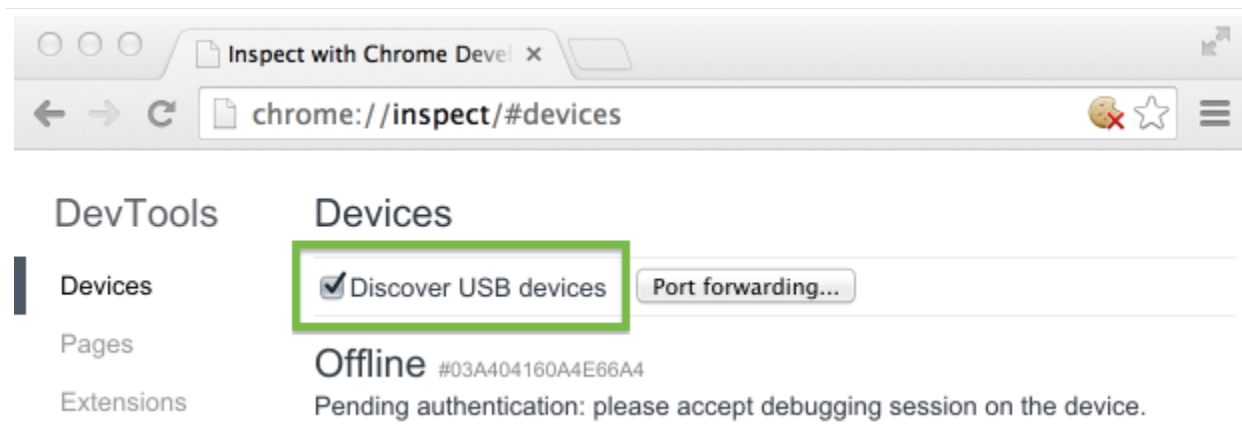 Inspect with Chrome Devel
chrome://inspect/#devices
DevTools
Devices
Devices
Discover USB devices
Port forwarding...
Pages
Offline #03A404160A4E66A4
Extensions
Pending authentication: please accept debugging session on the device.